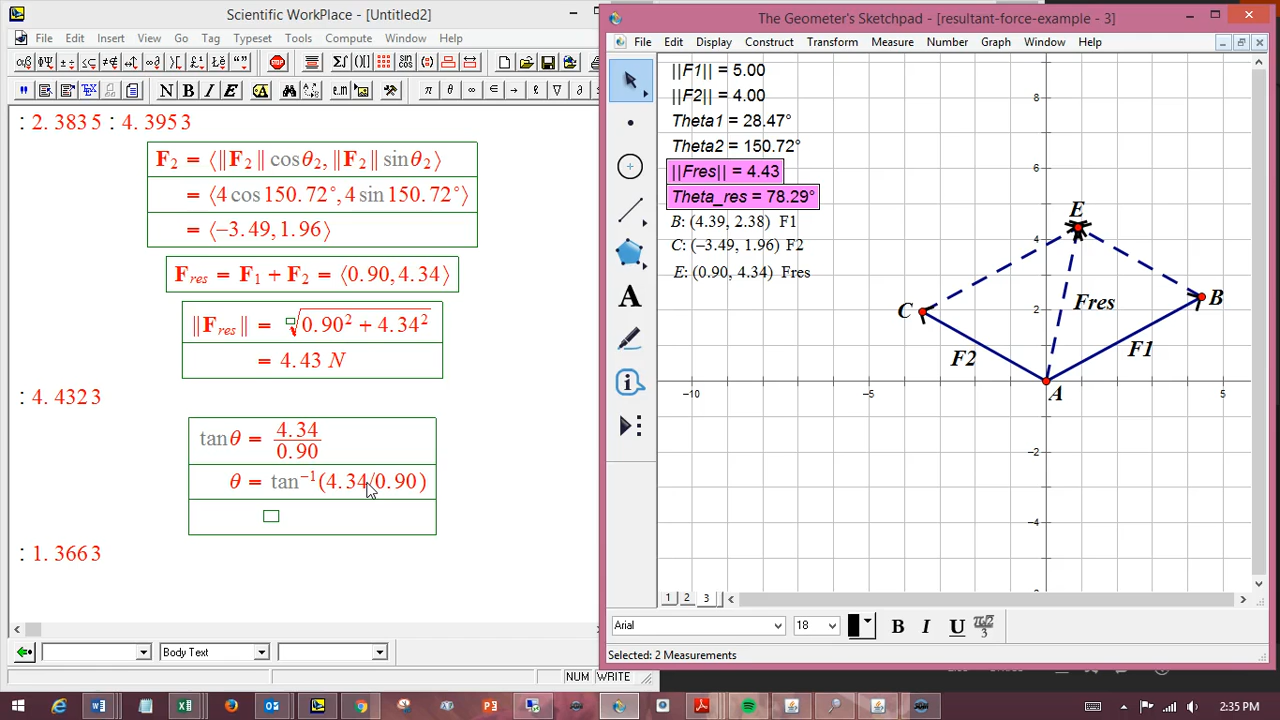 Scientific WorkPlace - [Untitled2]
File Edit Insert View Go Tag Typeset Tools Compute Window Help
: 2.3835 : 4.3953
F₂ = ⟨‖F₂‖ cosθ₂, ‖F₂‖ sinθ₂⟩
= ⟨4 cos 150.72°, 4 sin 150.72°⟩
= ⟨−3.49, 1.96⟩
F_res = F₁ + F₂ = ⟨0.90, 4.34⟩
‖F_res‖ = √0.90² + 4.34²
= 4.43 N
: 4.4323
tanθ = 4.34/0.90
θ = tan⁻¹(4.34/0.90)
: 1.3663
Body Text
NUM WRITE
The Geometer's Sketchpad - [resultant-force-example - 3]
File Edit Display Construct Transform Measure Number Graph Window Help
||F1|| = 5.00
||F2|| = 4.00
Theta1 = 28.47°
Theta2 = 150.72°
||Fres|| = 4.43
Theta_res = 78.29°
B: (4.39, 2.38) F1
C: (−3.49, 1.96) F2
E: (0.90, 4.34) Fres
8
6
E
4
C
Fres
B
2
F2
F1
A
−10
−5
5
−2
−4
1 2 3
Arial 18 B I U
Selected: 2 Measurements
2:35 PM